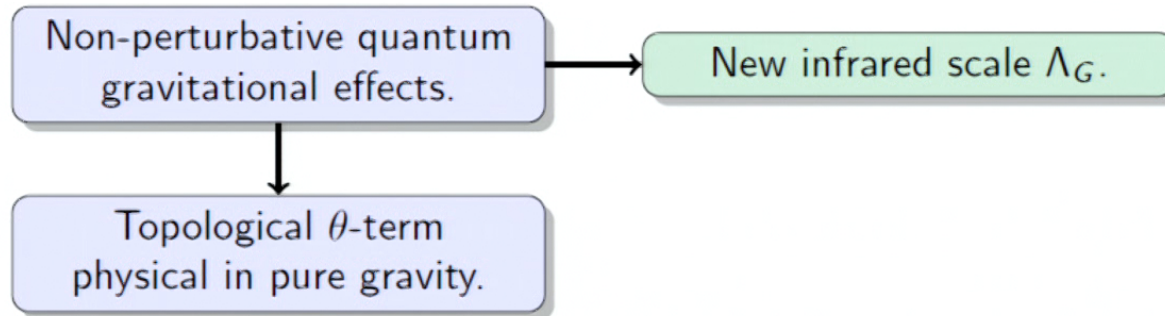 Non-perturbative quantum
gravitational effects.
New infrared scale Λ_G.
Topological θ-term
physical in pure gravity.